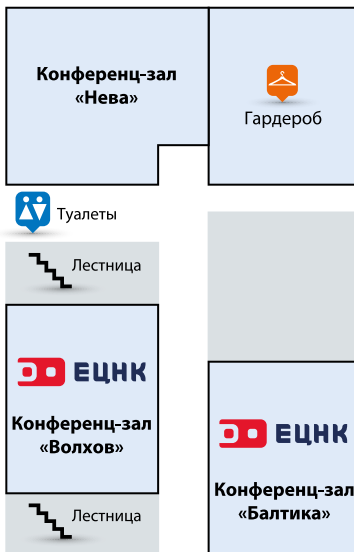 Конференц-зал
«Нева»
Гардероб
Туалеты
Лестница
ЕЦНК
Конференц-зал
«Волхов»
ЕЦНК
Конференц-зал
«Балтика»
Лестница